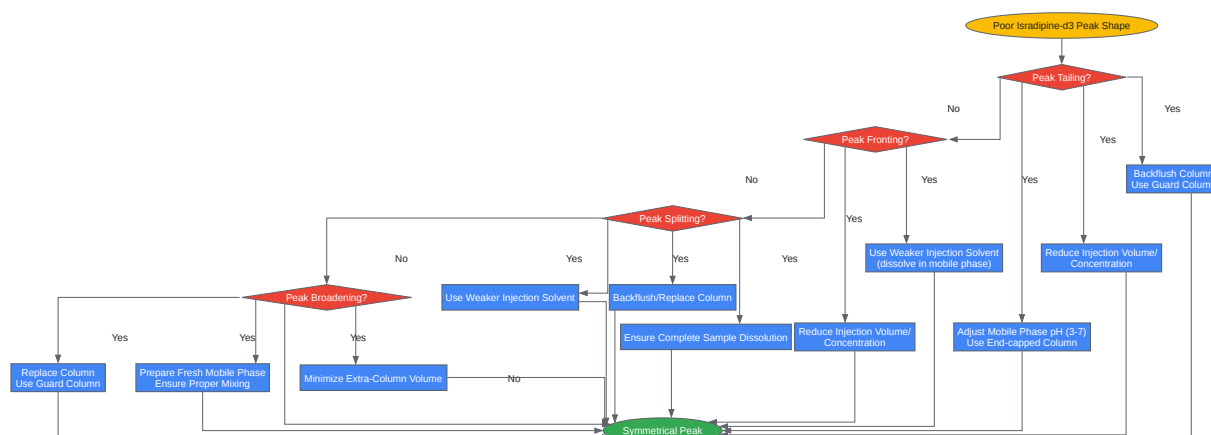 Poor Isradipine-d3 Peak Shape
Peak Tailing?
No
Yes
Peak Fronting?
Yes
Backflush Column
Use Guard Column
No
Yes
Yes
Peak Splitting?
Yes
Use Weaker Injection Solvent
(dissolve in mobile phase)
Reduce Injection Volume/
Concentration
No
Yes
Yes
Yes
Peak Broadening?
Use Weaker Injection Solvent
Backflush/Replace Column
Yes
Yes
Yes
Ensure Complete Sample Dissolution
Reduce Injection Volume/
Concentration
Adjust Mobile Phase pH (3-7)
Use End-capped Column
Replace Column
Use Guard Column
Prepare Fresh Mobile Phase
Ensure Proper Mixing
Minimize Extra-Column Volume
No
Symmetrical Peak